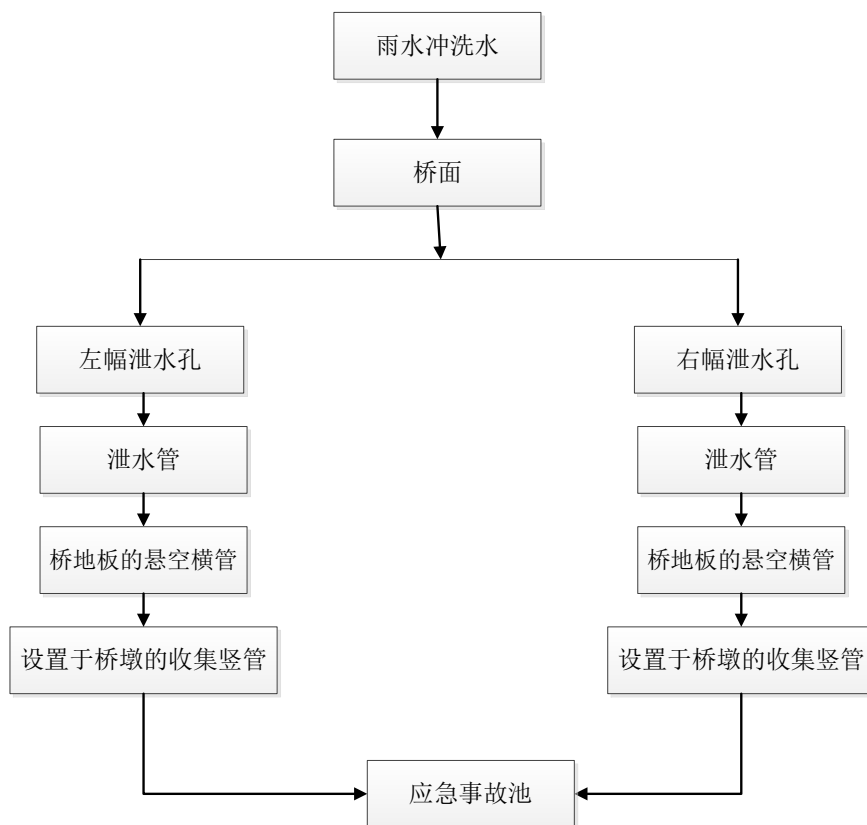 雨水冲洗水
桥面
左幅泄水孔
右幅泄水孔
泄水管
泄水管
桥地板的悬空横管
桥地板的悬空横管
设置于桥墩的收集竖管
设置于桥墩的收集竖管
应急事故池